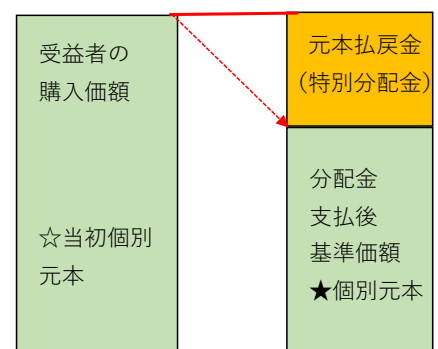 受益者の
購入価額
☆当初個別
元本
元本払戻金
(特別分配金)
分配金
支払後
基準価額
★個別元本